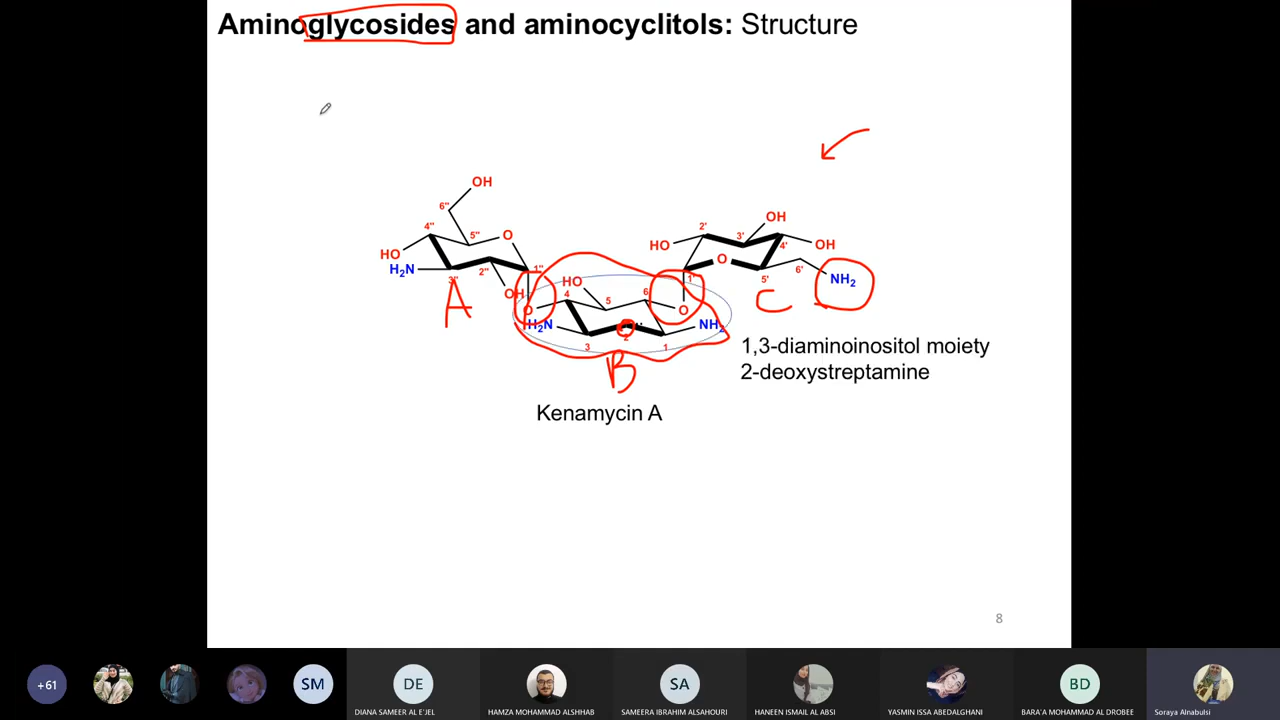 Aminoglycosides and aminocyclitols: Structure
OH
6''
4''
5''
O
HO
H₂N
3''
2''
1''
OH
A
2'
OH
3'
HO
4'
OH
O
1'
5'
6'
NH₂
C
HO
4
5
6
O
O
H₂N
NH₂
3
2
1
B
1,3-diaminoinositol moiety
2-deoxystreptamine
Kenamycin A
8
+61
SM
DE
SA
BD
DIANA SAMEER AL E'JEL
HAMZA MOHAMMAD ALSHHAB
SAMEERA IBRAHIM ALSAHOURI
HANEEN ISMAIL AL ABSI
YASMIN ISSA ABEDALGHANI
BARA'A MOHAMMAD AL DROBEE
Soraya Alnabulsi